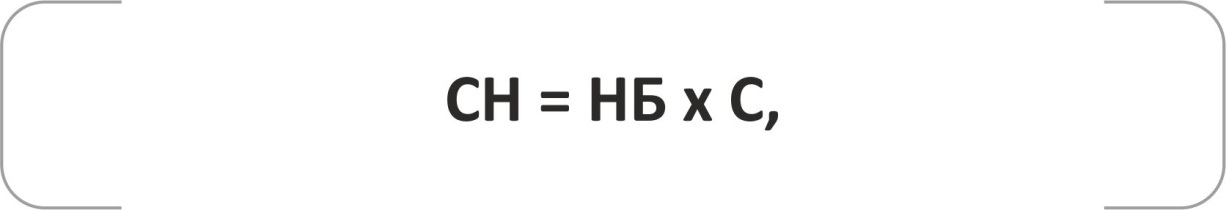 СН = НБ х С,